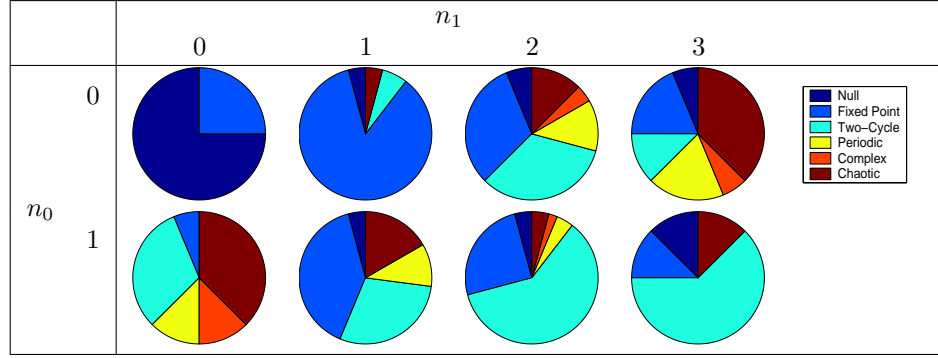 n₁
0 1 2 3
0
Null
Fixed Point
Two-Cycle
Periodic
Complex
Chaotic
n₀
1